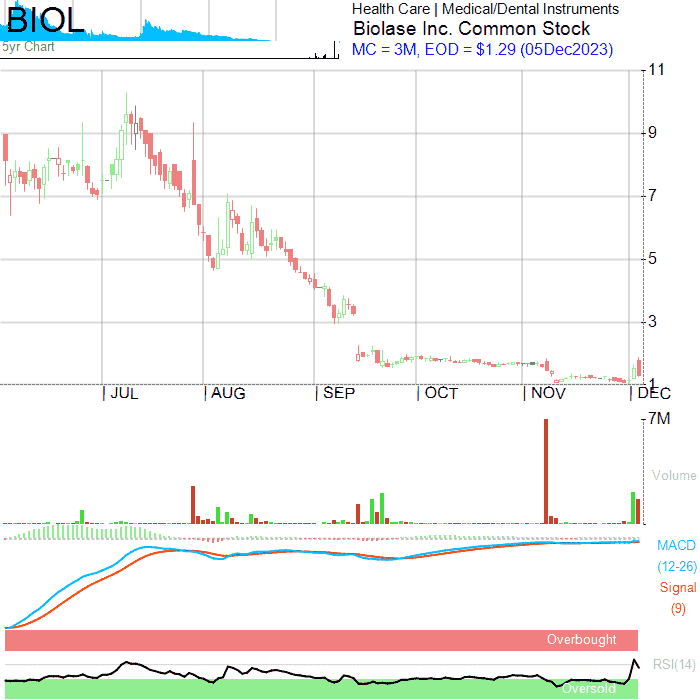 BIOL
5yr Chart
Health Care | Medical/Dental Instruments
Biolase Inc. Common Stock
MC = 3M, EOD = $1.29 (05Dec2023)
11
9
7
5
3
1
JUL AUG SEP OCT NOV DEC
7M
Volume
MACD
(12-26)
Signal
(9)
Overbought
RSI(14)
Oversold